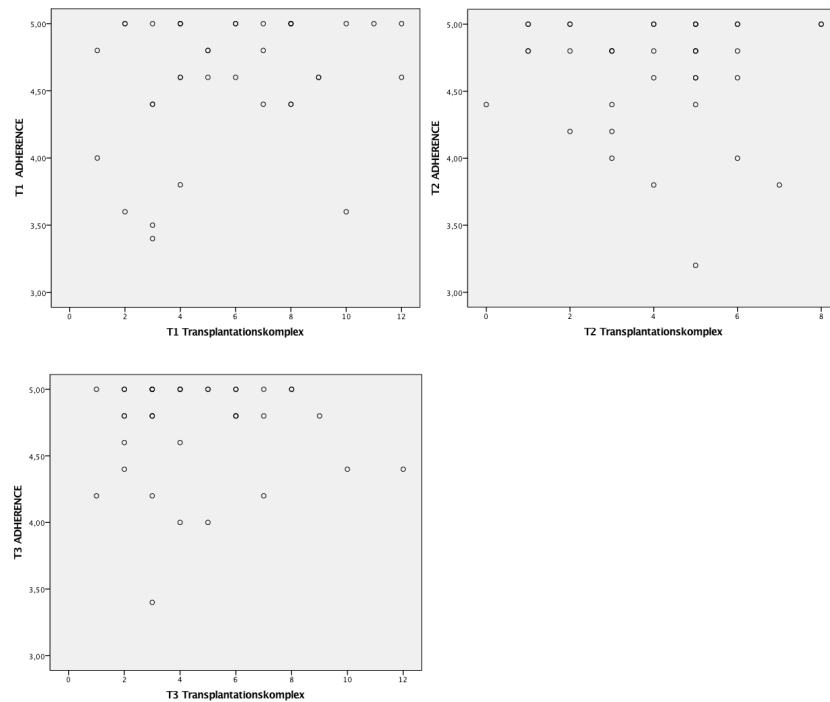 5,00
4,50
4,00
3,50
3,00
T1 ADHERENCE
0 2 4 6 8 10 12
T1 Transplantationskomplex
5,00
4,50
4,00
3,50
3,00
T2 ADHERENCE
0 2 4 6 8
T2 Transplantationskomplex
5,00
4,50
4,00
3,50
3,00
T3 ADHERENCE
0 2 4 6 8 10 12
T3 Transplantationskomplex